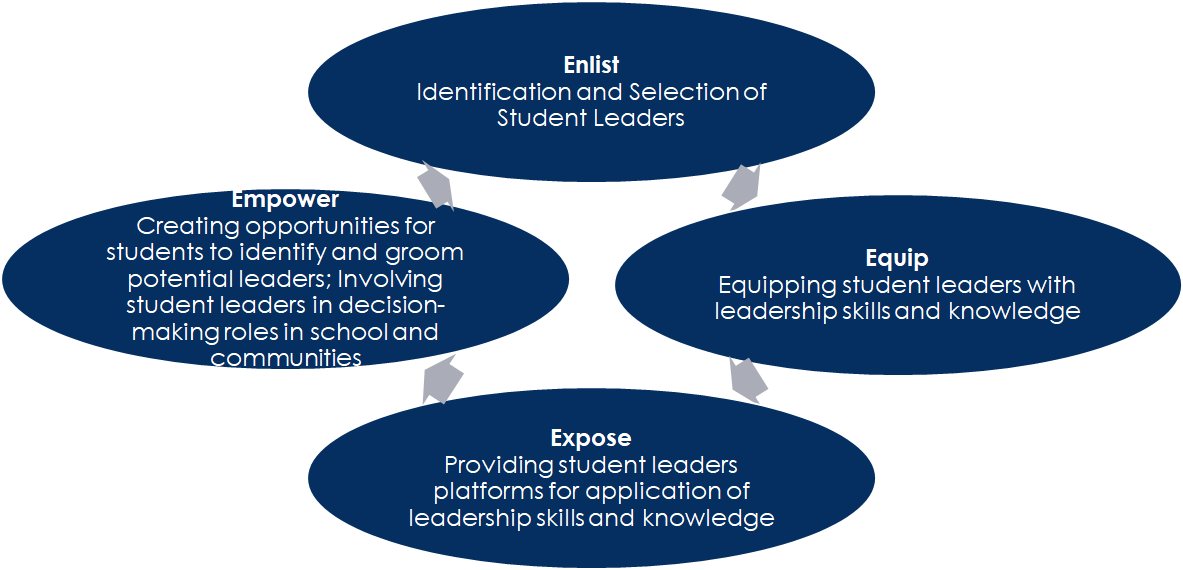 Enlist
Identification and Selection of
Student Leaders
Empower
Creating opportunities for
students to identify and groom
potential leaders; Involving
student leaders in decision-
making roles in school and
communities
Equip
Equipping student leaders with
leadership skills and knowledge
Expose
Providing student leaders
platforms for application of
leadership skills and knowledge